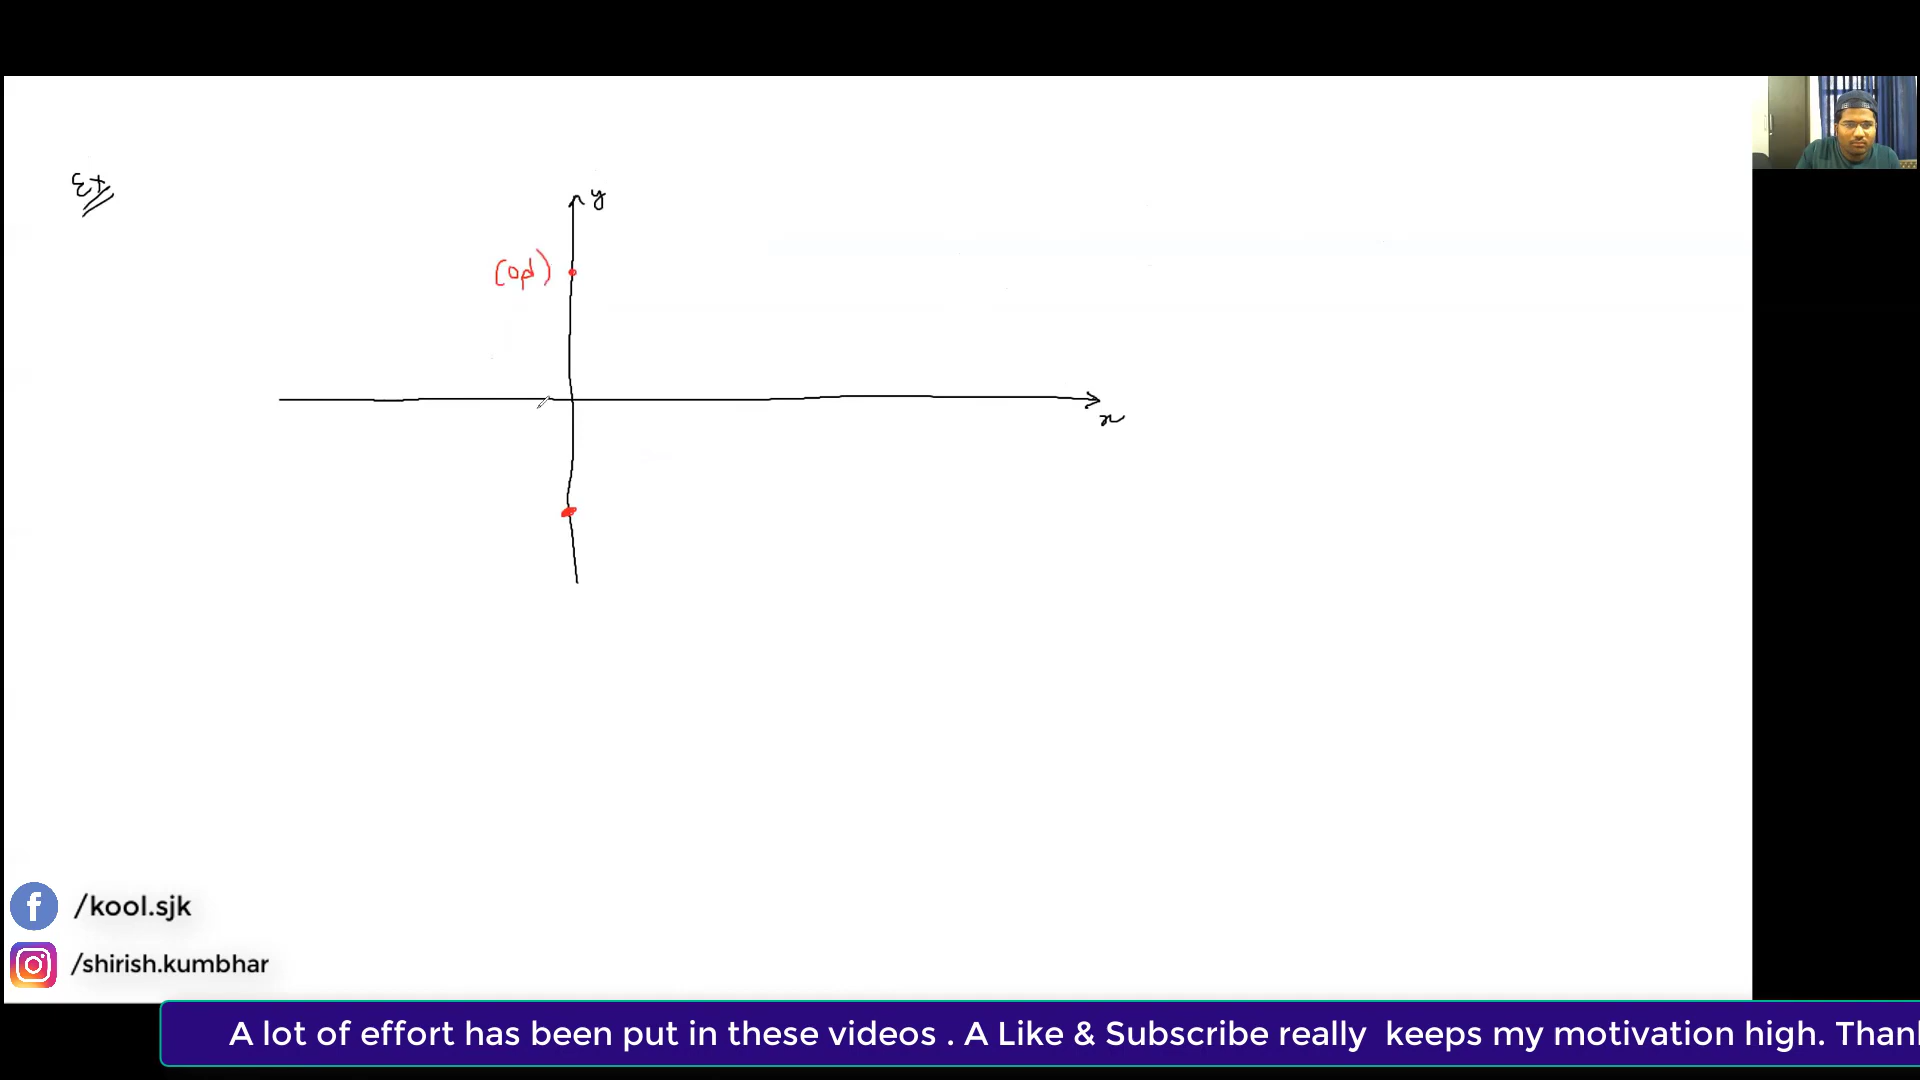 Ex
y
(0,d)
x
/kool.sjk
/shirish.kumbhar
A lot of effort has been put in these videos . A Like & Subscribe really keeps my motivation high. Thank